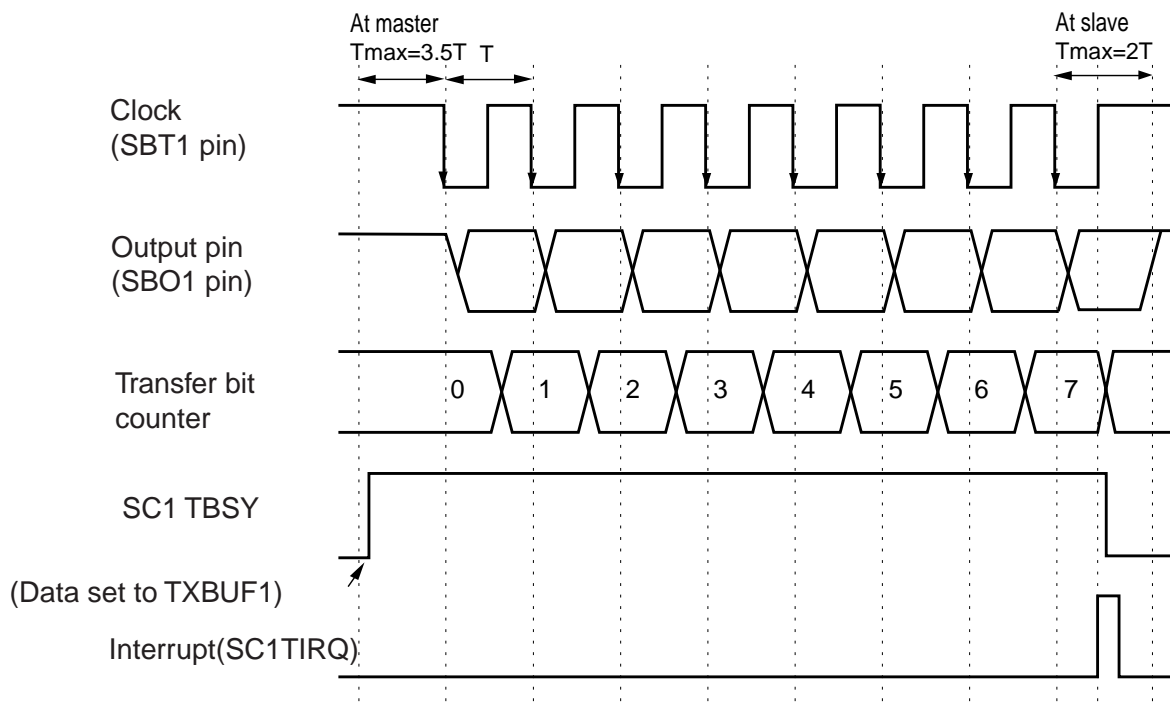 At master
Tmax=3.5T
T
At slave
Tmax=2T
Clock
(SBT1 pin)
Output pin
(SBO1 pin)
Transfer bit
counter
0 1 2 3 4 5 6 7
SC1 TBSY
(Data set to TXBUF1)
Interrupt(SC1TIRQ)